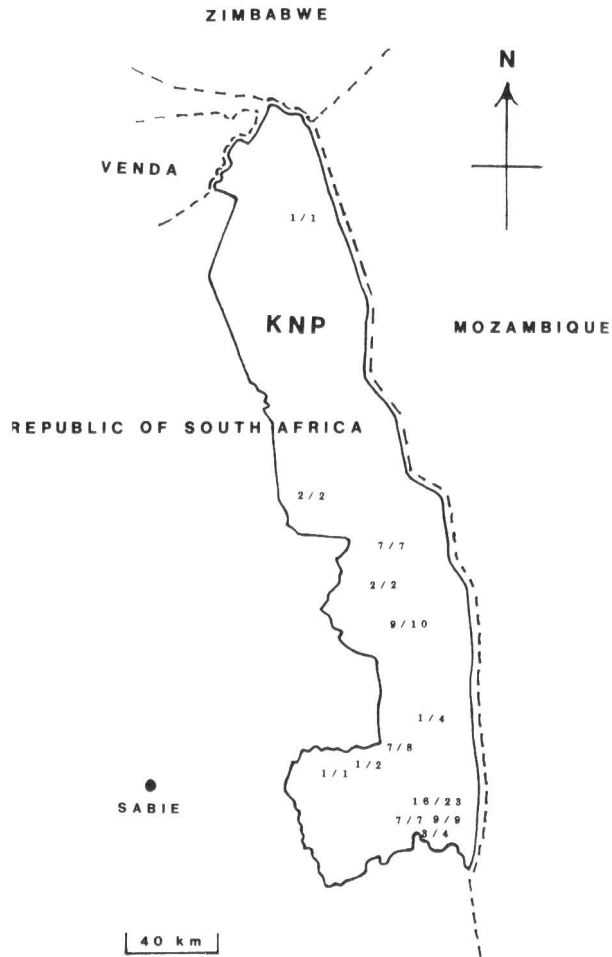 ZIMBABWE
N
VENDA
1/1
KNP
MOZAMBIQUE
REPUBLIC OF SOUTH AFRICA
2/2
7/7
2/2
9/10
1/4
7/8
1/2
1/1
SABIE
16/23
7/7 9/9
3/4
40 km